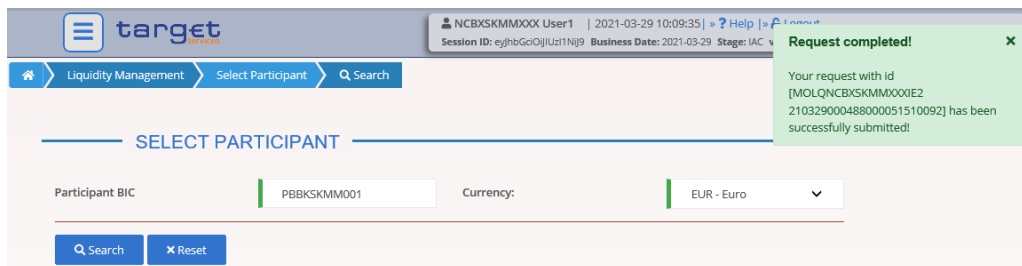 target
services
NCBXSKMMXXX User1 | 2021-03-29 10:09:35| » ? Help |» Logout
Session ID: eyJhbGciOiJIUzI1NiJ9 Business Date: 2021-03-29 Stage: IAC v
Request completed! ×
Your request with id
[MOLQNCBXSKMMXXXIE2
210329000488000051510092] has been
successfully submitted!
Liquidity Management Select Participant Search
SELECT PARTICIPANT
Participant BIC PBBKSKMM001 Currency: EUR - Euro
Search × Reset